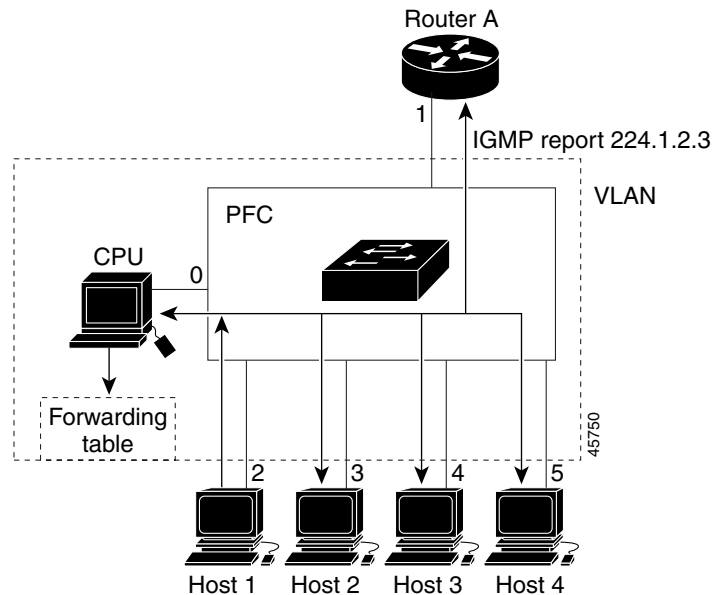 Router A
1
IGMP report 224.1.2.3
VLAN
PFC
CPU
0
Forwarding
table
45750
2
3
4
5
Host 1
Host 2
Host 3
Host 4